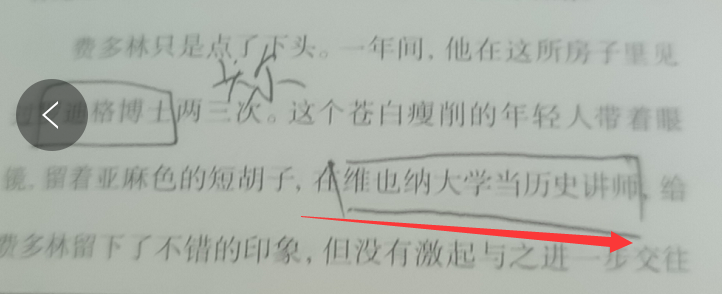 费多林只是点了下头。一年间,他在这所房子里见
迪格博士两三次。这个苍白瘦削的年轻人带着眼
镜,留着亚麻色的短胡子,在维也纳大学当历史讲师,给
费多林留下了不错的印象,但没有激起与之进一步交往